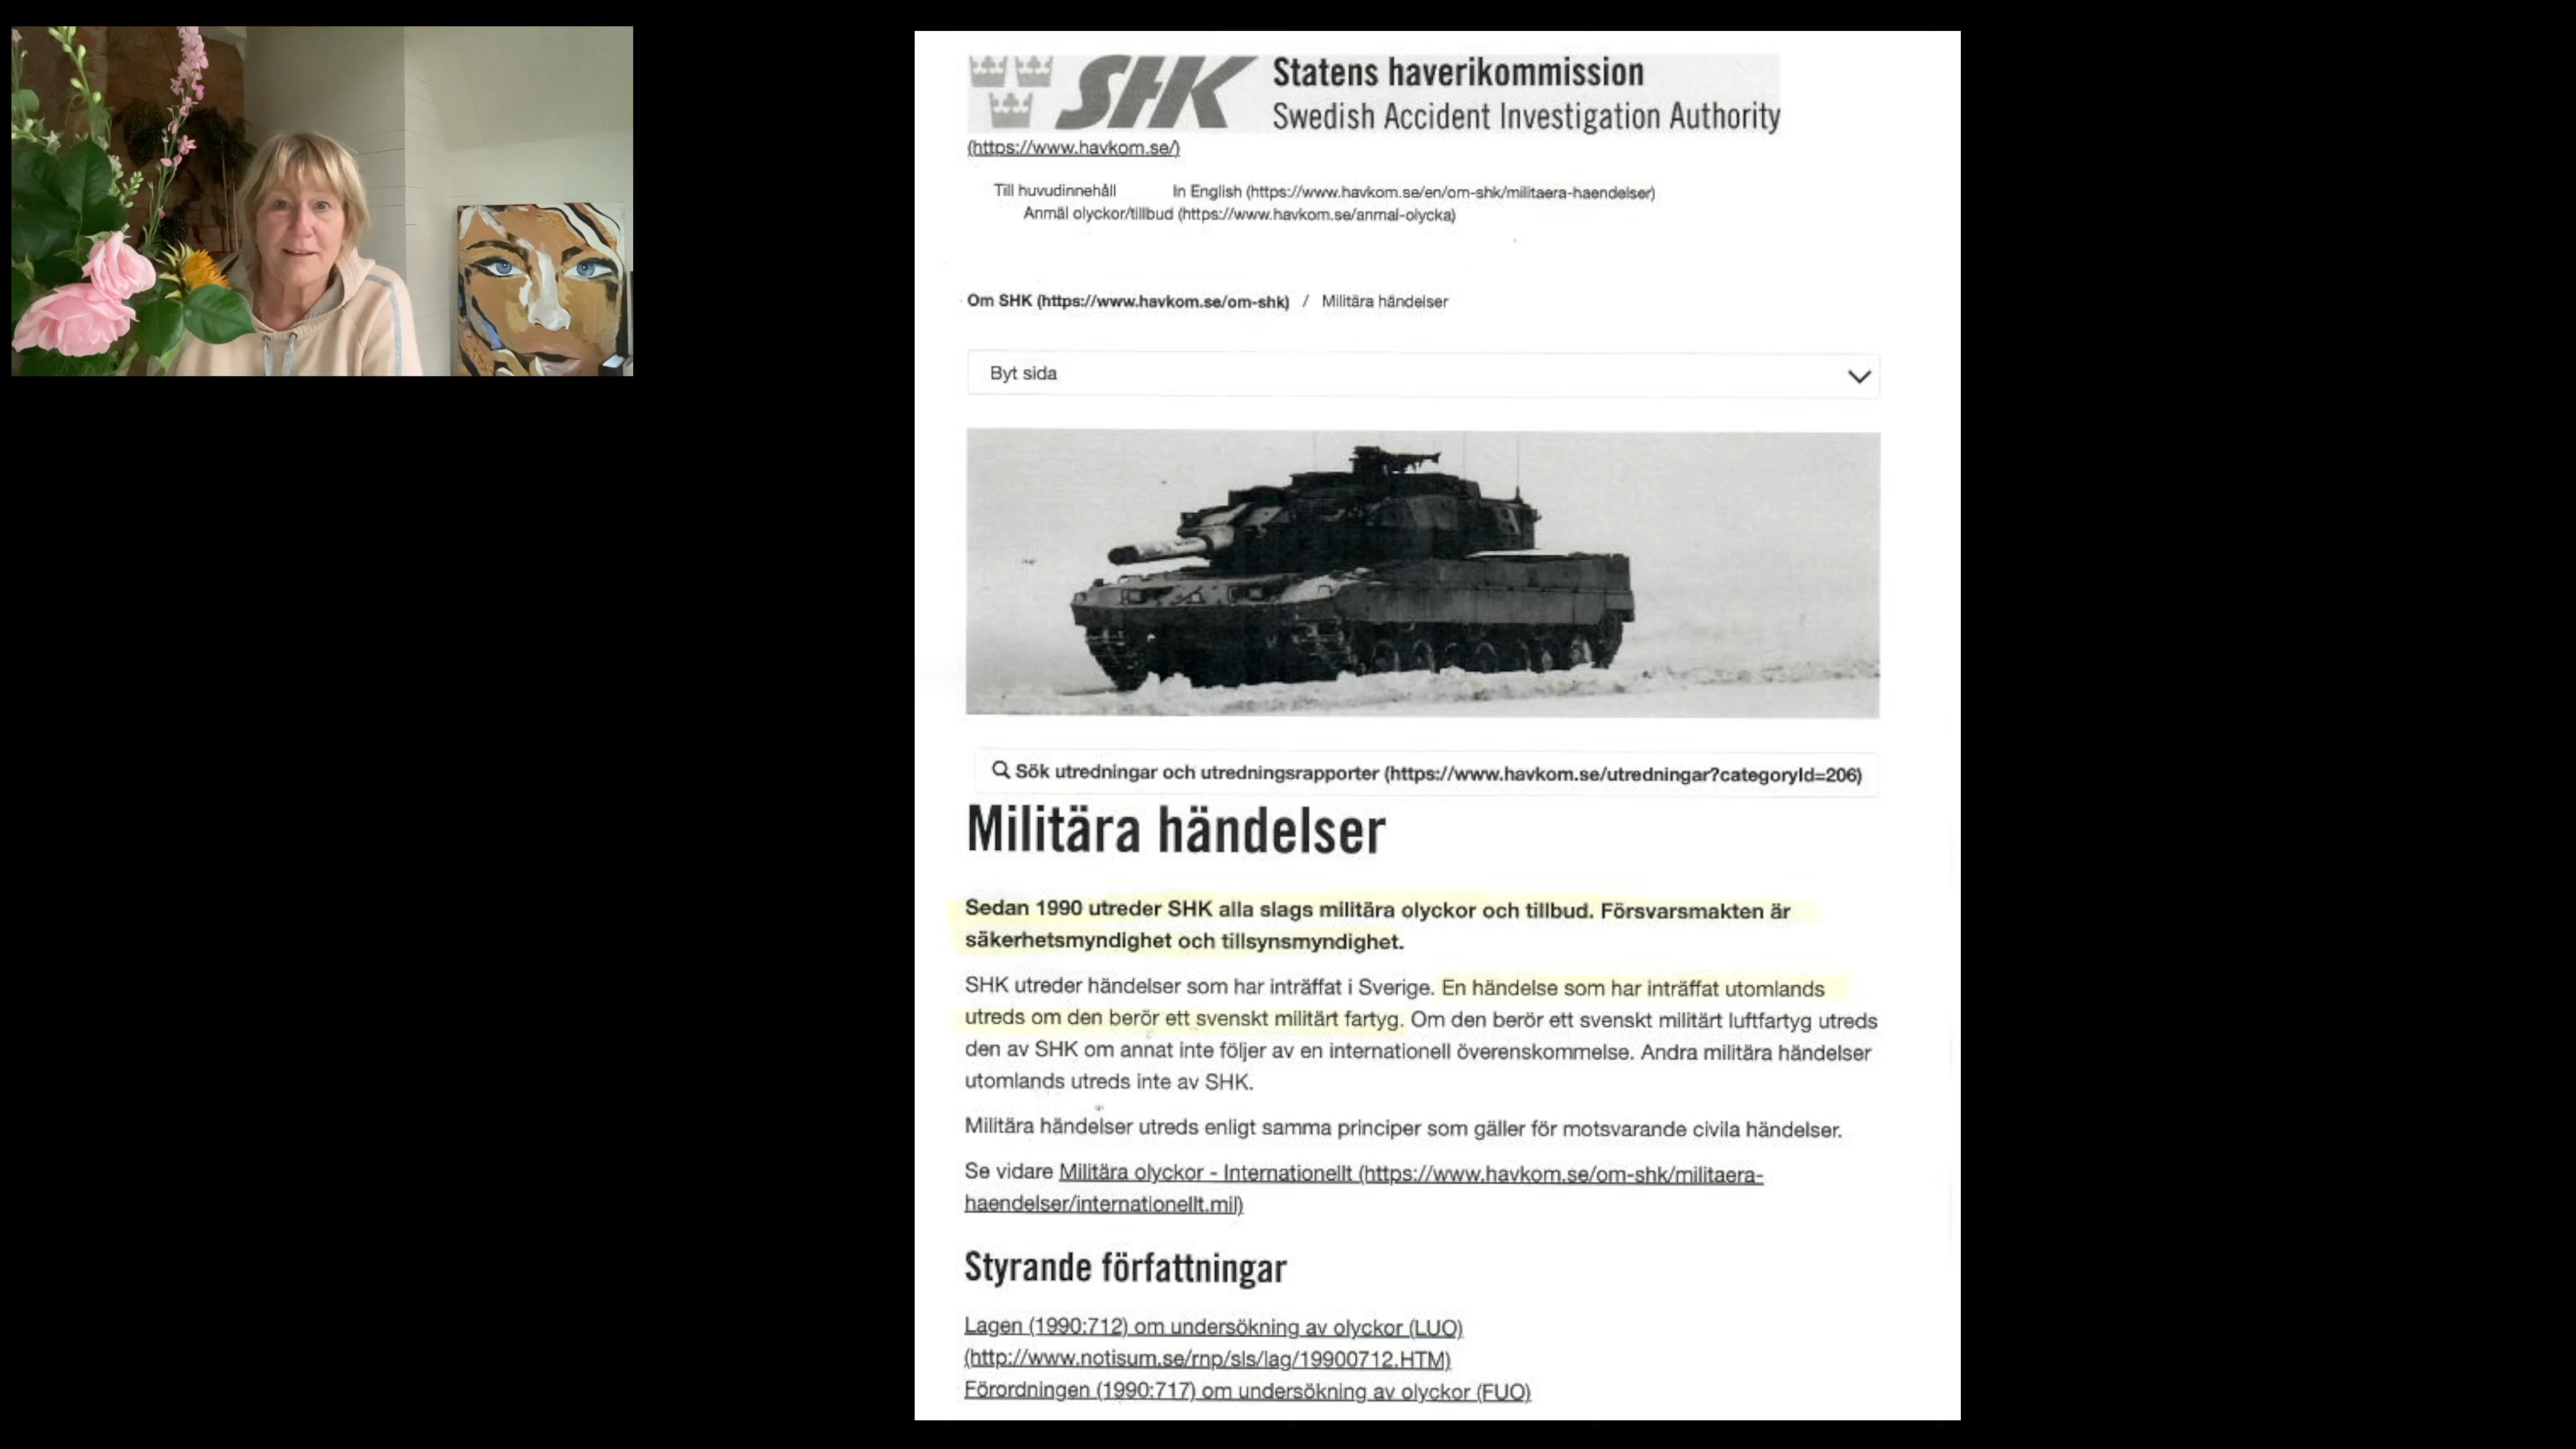 SHK
Statens haverikommission
Swedish Accident Investigation Authority
(https://www.havkom.se/)
Till huvudinnehåll In English (https://www.havkom.se/en/om-shk/militaera-haendelser)
Anmäl olyckor/tillbud (https://www.havkom.se/anmal-olycka)
Om SHK (https://www.havkom.se/om-shk) / Militära händelser
Byt sida
Sök utredningar och utredningsrapporter (https://www.havkom.se/utredningar?categoryId=206)
Militära händelser
Sedan 1990 utreder SHK alla slags militära olyckor och tillbud. Försvarsmakten är
säkerhetsmyndighet och tillsynsmyndighet.
SHK utreder händelser som har inträffat i Sverige. En händelse som har inträffat utomlands
utreds om den berör ett svenskt militärt fartyg. Om den berör ett svenskt militärt luftfartyg utreds
den av SHK om annat inte följer av en internationell överenskommelse. Andra militära händelser
utomlands utreds inte av SHK.
Militära händelser utreds enligt samma principer som gäller för motsvarande civila händelser.
Se vidare Militära olyckor - Internationellt (https://www.havkom.se/om-shk/militaera-
haendelser/internationellt.mil)
Styrande författningar
Lagen (1990:712) om undersökning av olyckor (LUO)
(http://www.notisum.se/rnp/sls/lag/19900712.HTM)
Förordningen (1990:717) om undersökning av olyckor (FUO)